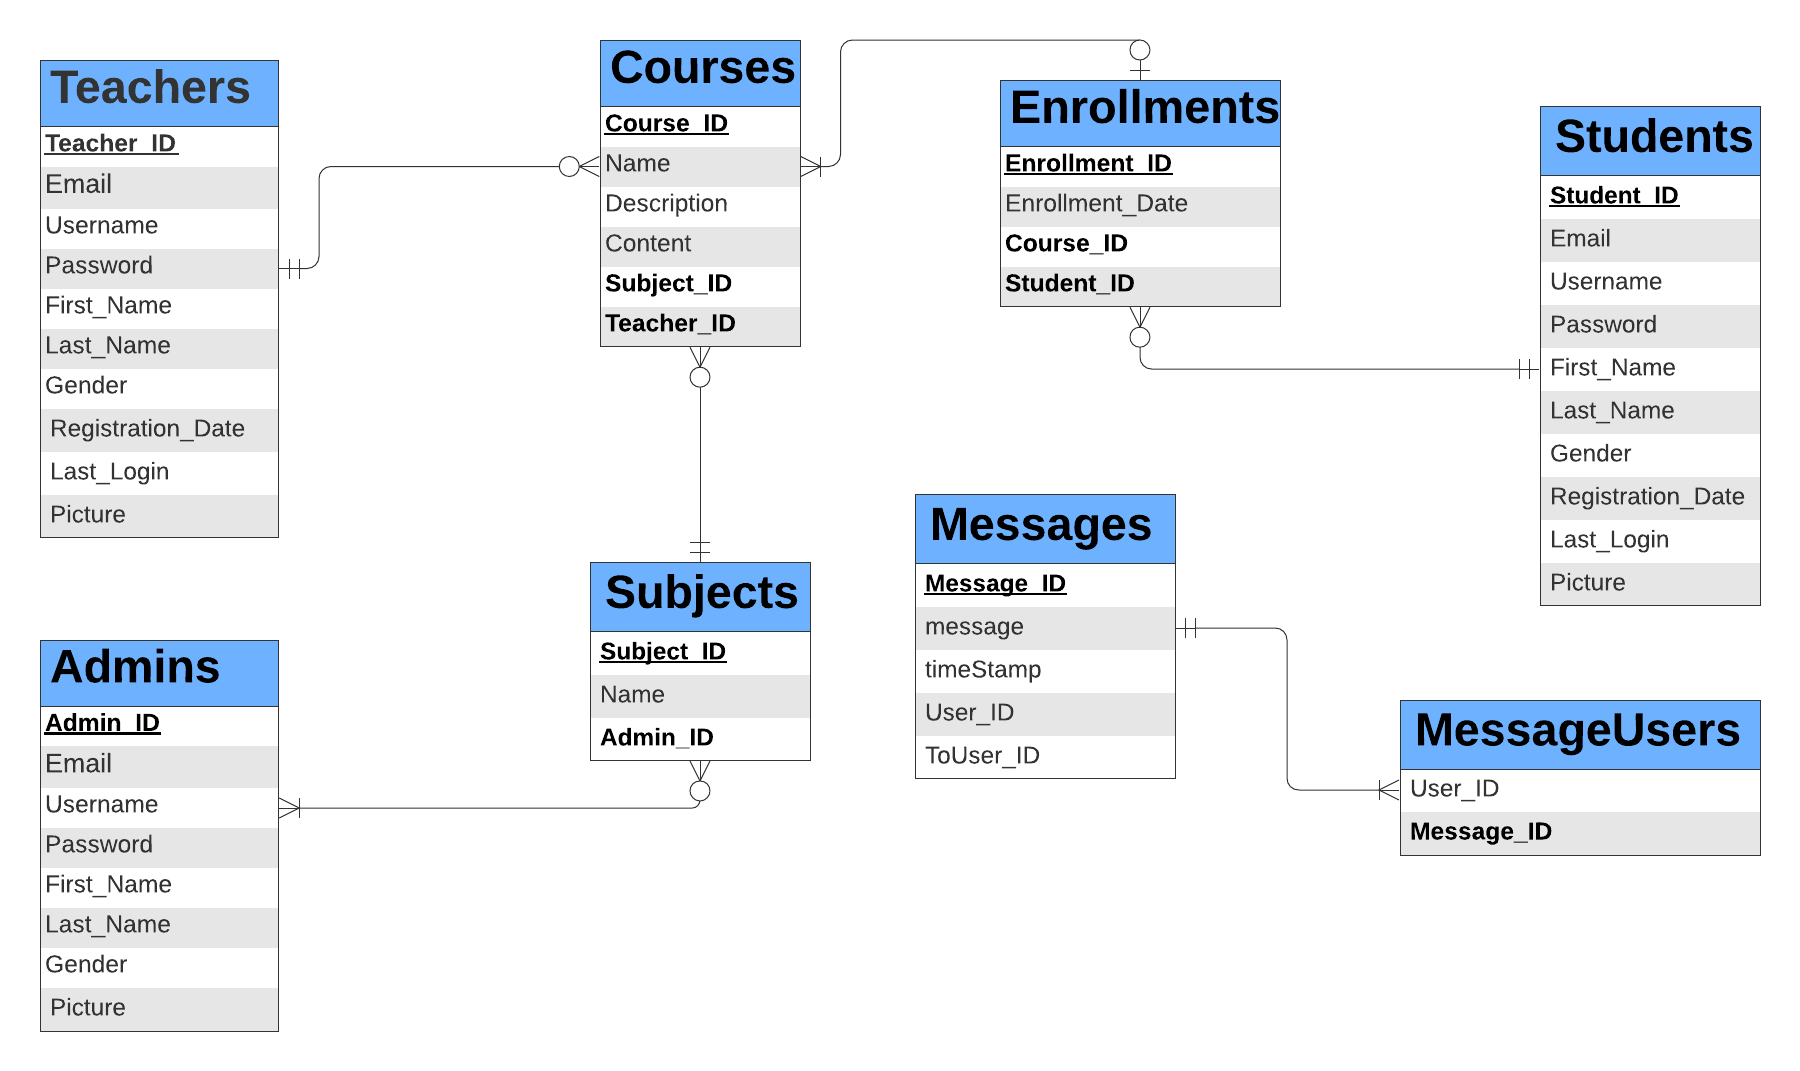 Teachers
Teacher_ID
Email
Username
Password
First_Name
Last_Name
Gender
Registration_Date
Last_Login
Picture
Courses
Course_ID
Name
Description
Content
Subject_ID
Teacher_ID
Enrollments
Enrollment_ID
Enrollment_Date
Course_ID
Student_ID
Students
Student_ID
Email
Username
Password
First_Name
Last_Name
Gender
Registration_Date
Last_Login
Picture
Admins
Admin_ID
Email
Username
Password
First_Name
Last_Name
Gender
Picture
Subjects
Subject_ID
Name
Admin_ID
Messages
Message_ID
message
timeStamp
User_ID
ToUser_ID
MessageUsers
User_ID
Message_ID